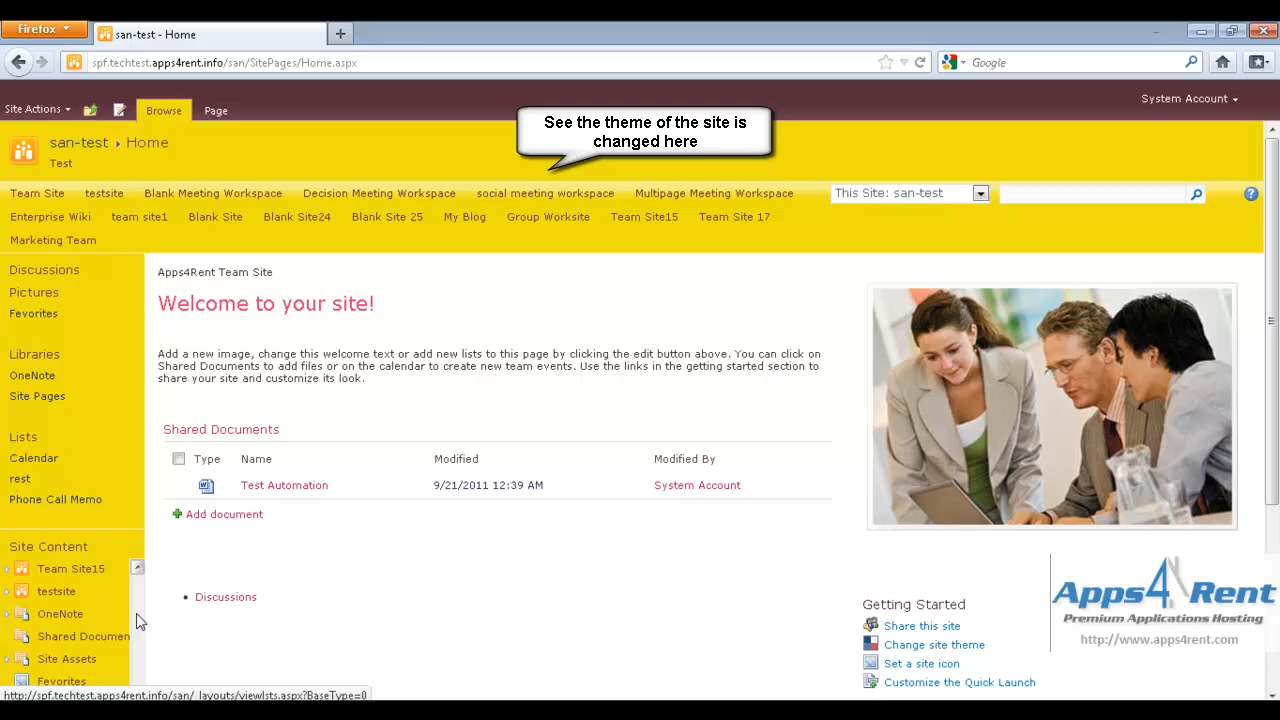 Firefox
san-test - Home
spf.techtest.apps4rent.info/san/SitePages/Home.aspx
Google
Site Actions
Browse
Page
System Account
See the theme of the site is
changed here
san-test
Home
Test
Team Site
testsite
Blank Meeting Workspace
Decision Meeting Workspace
social meeting workspace
Multipage Meeting Workspace
This Site: san-test
Enterprise Wiki
team site1
Blank Site
Blank Site24
Blank Site 25
My Blog
Group Worksite
Team Site15
Team Site 17
Marketing Team
Discussions
Pictures
Favorites
Libraries
OneNote
Site Pages
Lists
Calendar
rest
Phone Call Memo
Site Content
Team Site15
testsite
OneNote
Shared Documen
Site Assets
Favorites
http://spf.techtest.apps4rent.info/san/_layouts/viewlsts.aspx?BaseType=0
Apps4Rent Team Site
Welcome to your site!
Add a new image, change this welcome text or add new lists to this page by clicking the edit button above. You can click on
Shared Documents to add files or on the calendar to create new team events. Use the links in the getting started section to
share your site and customize its look.
Shared Documents
Type
Name
Modified
Modified By
Test Automation
9/21/2011 12:39 AM
System Account
Add document
Discussions
Getting Started
Share this site
Change site theme
Set a site icon
Customize the Quick Launch
Apps4Rent
Premium Applications Hosting
http://www.apps4rent.com